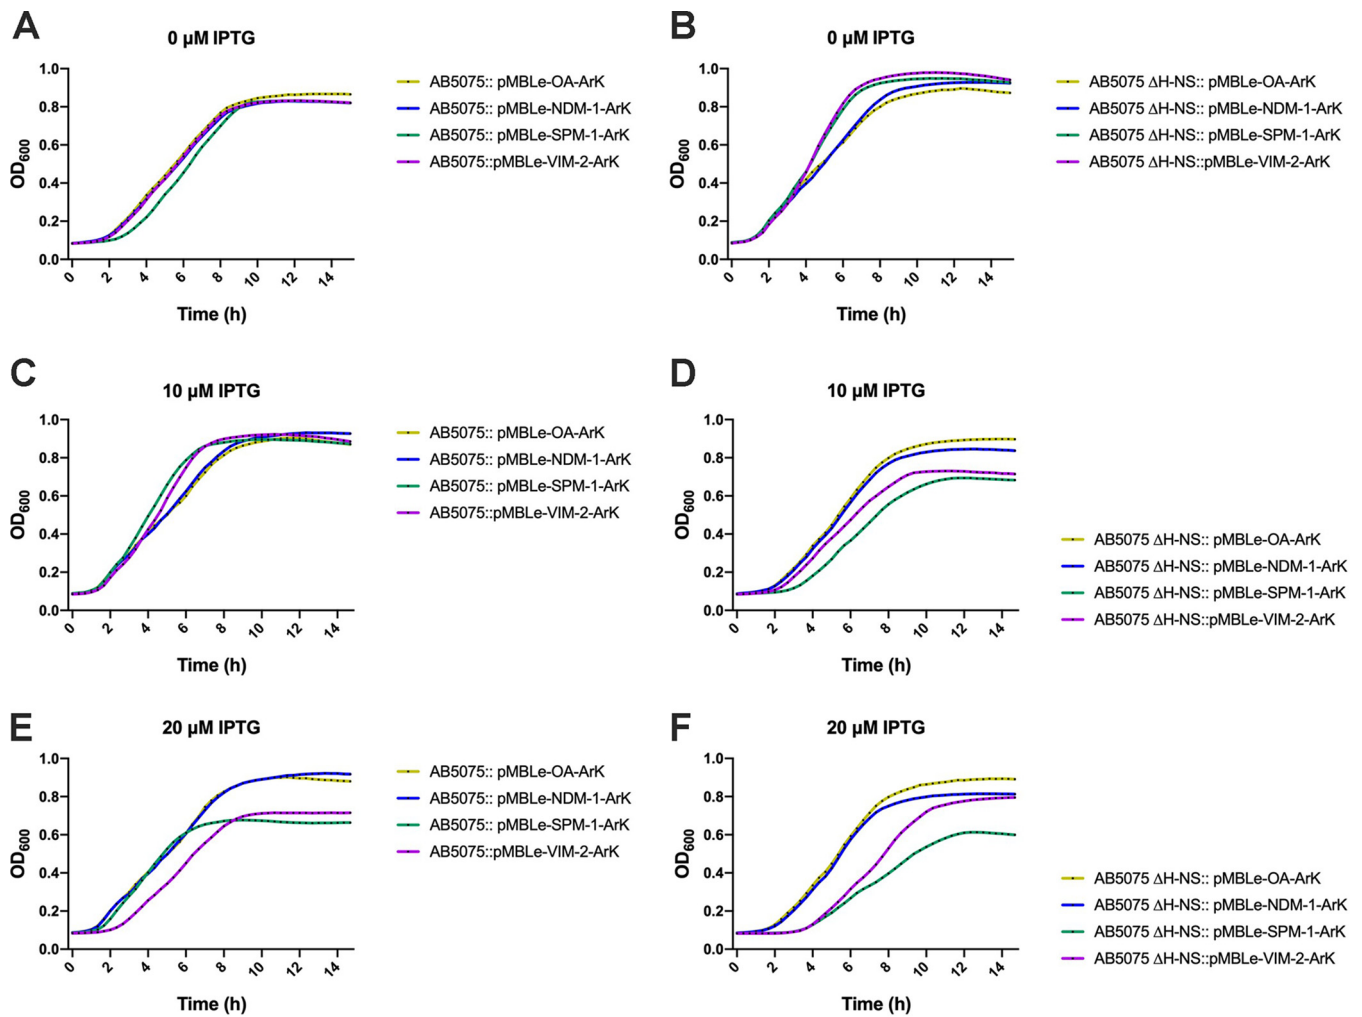 A
0 µM IPTG
1.0
0.8
0.6
0.4
0.2
0.0
OD600
0 2 4 6 8 10 12 14
Time (h)
AB5075:: pMBLe-OA-ArK
AB5075:: pMBLe-NDM-1-ArK
AB5075:: pMBLe-SPM-1-ArK
AB5075::pMBLe-VIM-2-ArK
B
0 µM IPTG
1.0
0.8
0.6
0.4
0.2
0.0
OD600
0 2 4 6 8 10 12 14
Time (h)
AB5075 ΔH-NS:: pMBLe-OA-ArK
AB5075 ΔH-NS:: pMBLe-NDM-1-ArK
AB5075 ΔH-NS:: pMBLe-SPM-1-ArK
AB5075 ΔH-NS::pMBLe-VIM-2-ArK
C
10 µM IPTG
1.0
0.8
0.6
0.4
0.2
0.0
OD600
0 2 4 6 8 10 12 14
Time (h)
AB5075:: pMBLe-OA-ArK
AB5075:: pMBLe-NDM-1-ArK
AB5075:: pMBLe-SPM-1-ArK
AB5075::pMBLe-VIM-2-ArK
D
10 µM IPTG
1.0
0.8
0.6
0.4
0.2
0.0
OD600
0 2 4 6 8 10 12 14
Time (h)
AB5075 ΔH-NS:: pMBLe-OA-ArK
AB5075 ΔH-NS:: pMBLe-NDM-1-ArK
AB5075 ΔH-NS:: pMBLe-SPM-1-ArK
AB5075 ΔH-NS::pMBLe-VIM-2-ArK
E
20 µM IPTG
1.0
0.8
0.6
0.4
0.2
0.0
OD600
0 2 4 6 8 10 12 14
Time (h)
AB5075:: pMBLe-OA-ArK
AB5075:: pMBLe-NDM-1-ArK
AB5075:: pMBLe-SPM-1-ArK
AB5075::pMBLe-VIM-2-ArK
F
20 µM IPTG
1.0
0.8
0.6
0.4
0.2
0.0
OD600
0 2 4 6 8 10 12 14
Time (h)
AB5075 ΔH-NS:: pMBLe-OA-ArK
AB5075 ΔH-NS:: pMBLe-NDM-1-ArK
AB5075 ΔH-NS:: pMBLe-SPM-1-ArK
AB5075 ΔH-NS::pMBLe-VIM-2-ArK